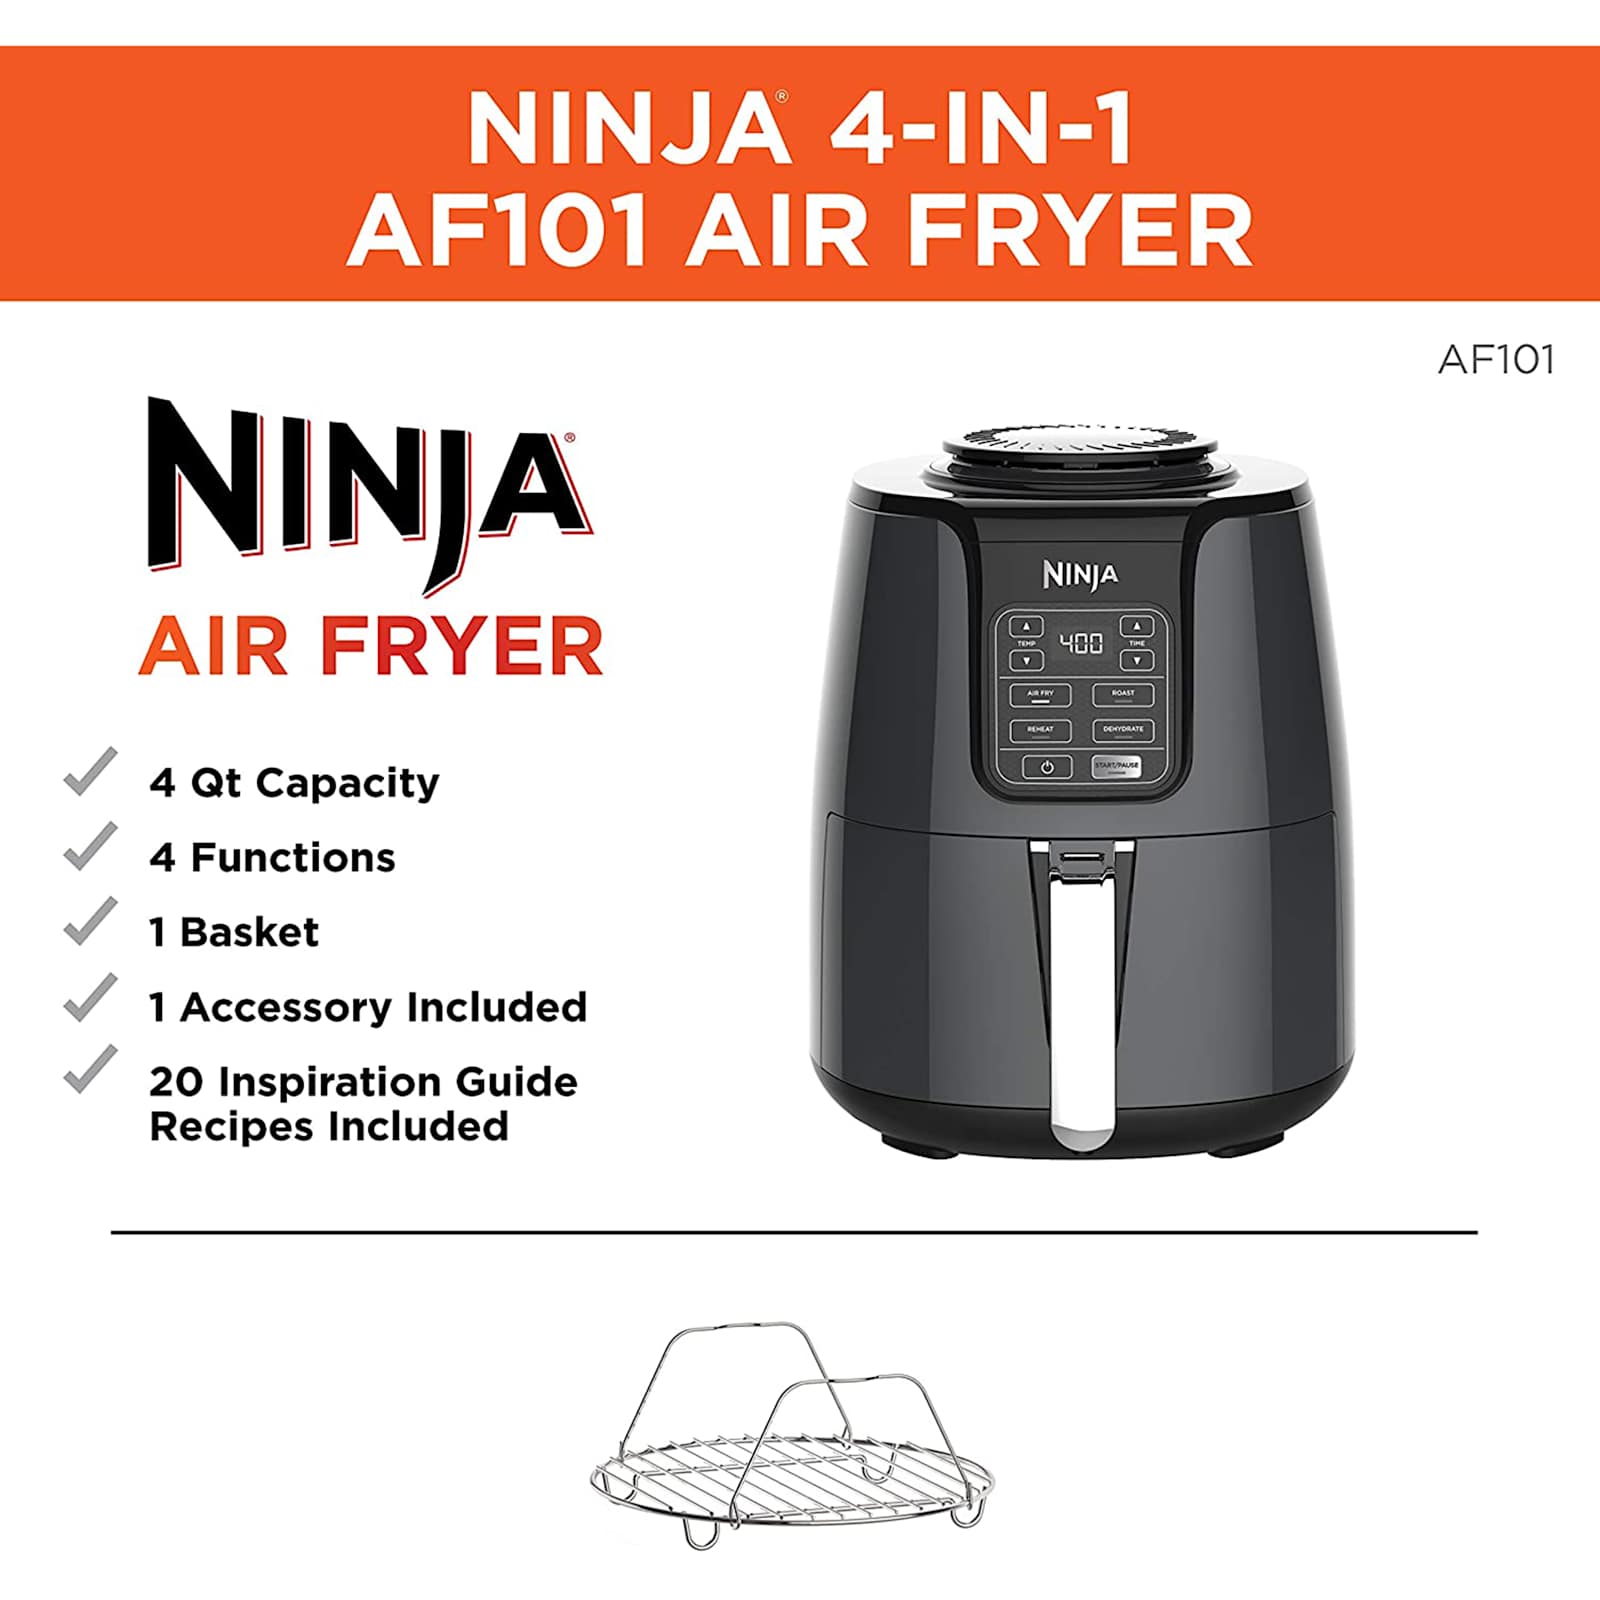 NINJA® 4-IN-1
AF101 AIR FRYER
AF101
NINJA®
AIR FRYER
4 Qt Capacity
4 Functions
1 Basket
1 Accessory Included
20 Inspiration Guide
Recipes Included
NINJA
TEMP
400
TIME
AIR FRY
ROAST
REHEAT
DEHYDRATE
START/PAUSE